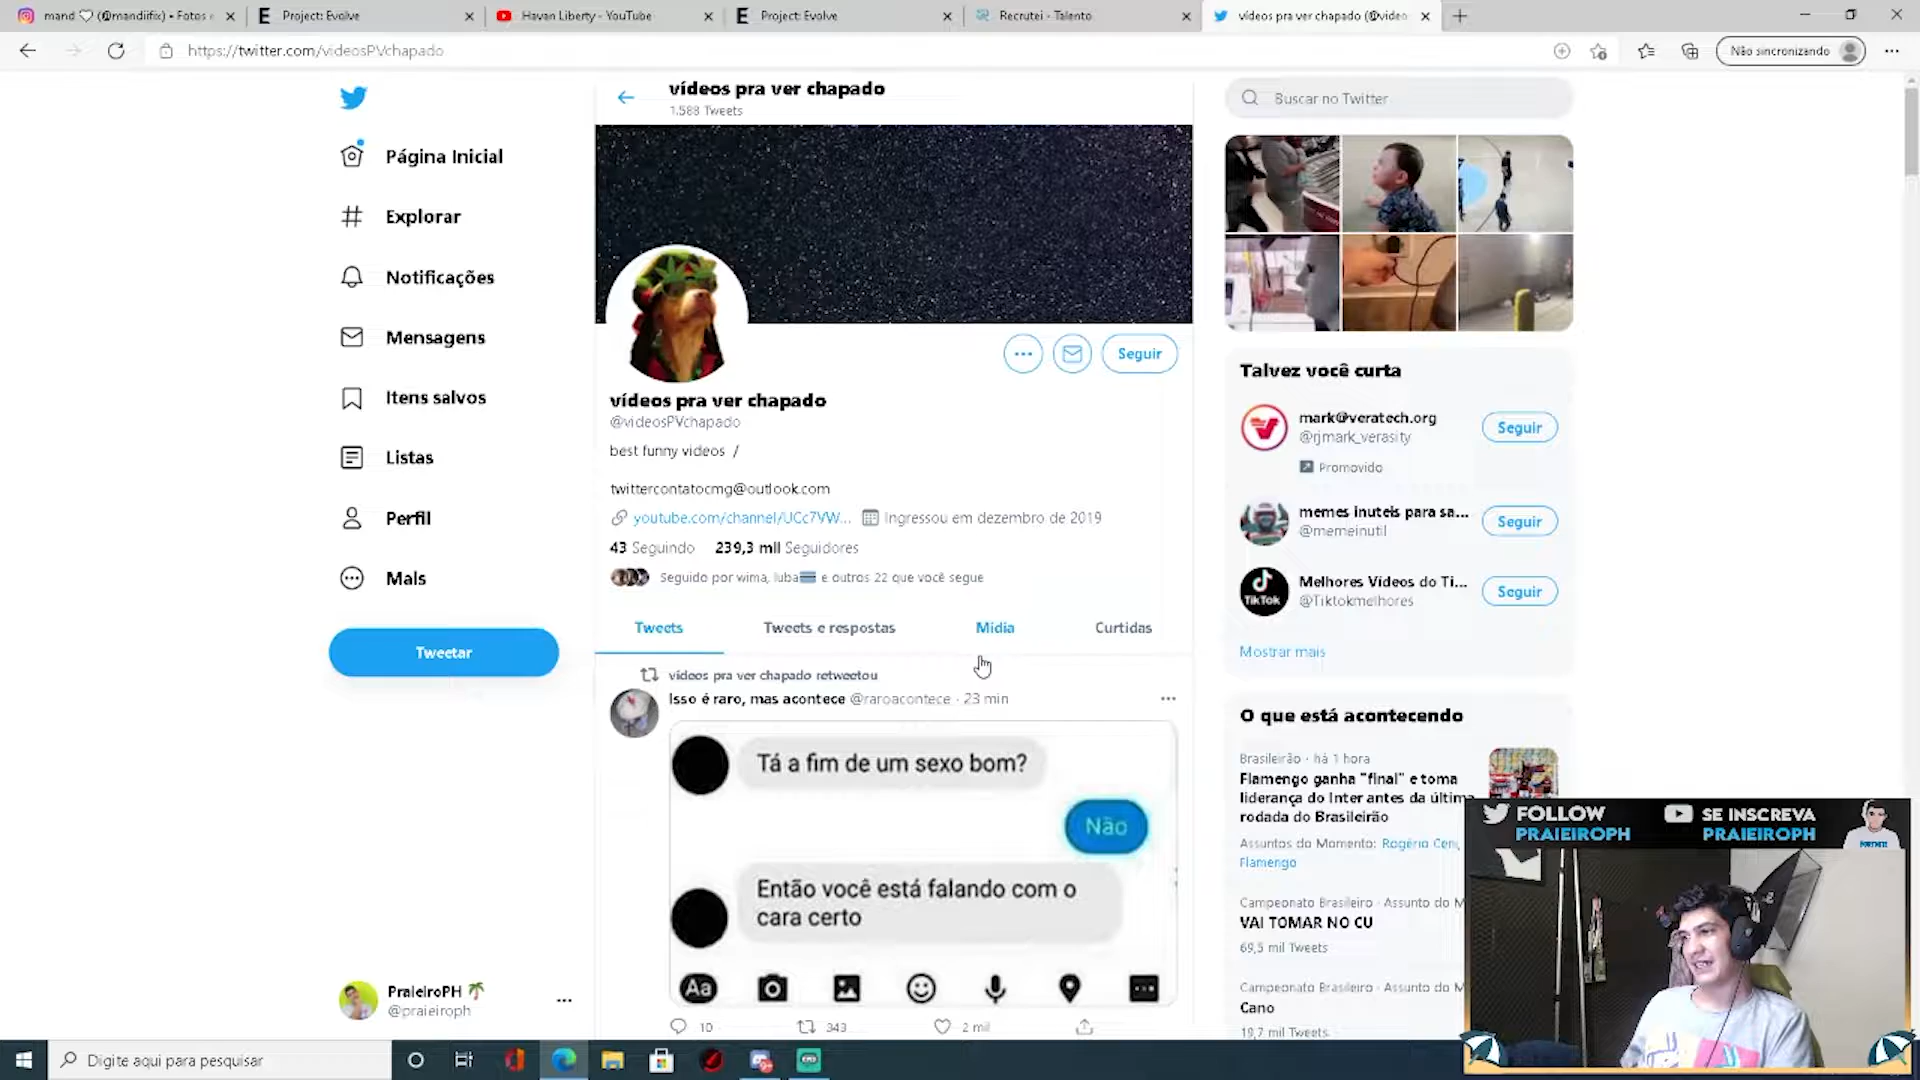 mand ♡ (@mandiifix) • Fotos e
Project: Evolve
Havan Liberty - YouTube
Project: Evolve
Recrutei - Talento
vídeos pra ver chapado (@video
https://twitter.com/videosPVchapado
Não sincronizando
vídeos pra ver chapado
1.588 Tweets
Página Inicial
Explorar
Notificações
Mensagens
Itens salvos
Listas
Perfil
Mais
Tweetar
PraieiroPH
@praieiroph
Seguir
vídeos pra ver chapado
@videosPVchapado
best funny videos /
twittercontatocmg@outlook.com
youtube.com/channel/UCc7VW... Ingressou em dezembro de 2019
43 Seguindo 239,3 mil Seguidores
Seguido por wima, luba e outros 22 que você segue
Tweets
Tweets e respostas
Mídia
Curtidas
vídeos pra ver chapado retweetou
Isso é raro, mas acontece @raroacontece · 23 min
Tá a fim de um sexo bom?
Não
Então você está falando com o
cara certo
Aa
10
343
2 mil
Buscar no Twitter
Talvez você curta
mark@veratech.org
@rjmark_verasity
Seguir
Promovido
memes inuteis para sa...
@memeinutil
Seguir
TikTok
Melhores Vídeos do Ti...
@Tiktokmelhores
Seguir
Mostrar mais
O que está acontecendo
Brasileirão · há 1 hora
Flamengo ganha "final" e toma
liderança do Inter antes da última
rodada do Brasileirão
Assuntos do Momento: Rogério Ceni,
Flamengo
Campeonato Brasileiro · Assunto do M
VAI TOMAR NO CU
69,5 mil Tweets
Campeonato Brasileiro · Assunto do M
Cano
19,7 mil Tweets
FOLLOW
PRAIEIROPH
SE INSCREVA
PRAIEIROPH
Digite aqui para pesquisar